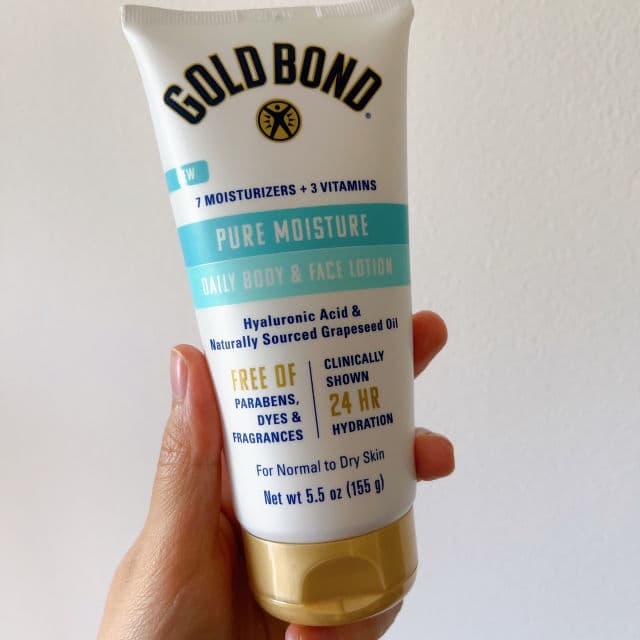 GOLD BOND
7 MOISTURIZERS + 3 VITAMINS
PURE MOISTURE
DAILY BODY & FACE LOTION
Hyaluronic Acid &
Naturally Sourced Grapeseed Oil
FREE OF
PARABENS,
DYES &
FRAGRANCES
CLINICALLY
SHOWN
24 HR
HYDRATION
For Normal to Dry Skin
Net wt 5.5 oz (155 g)